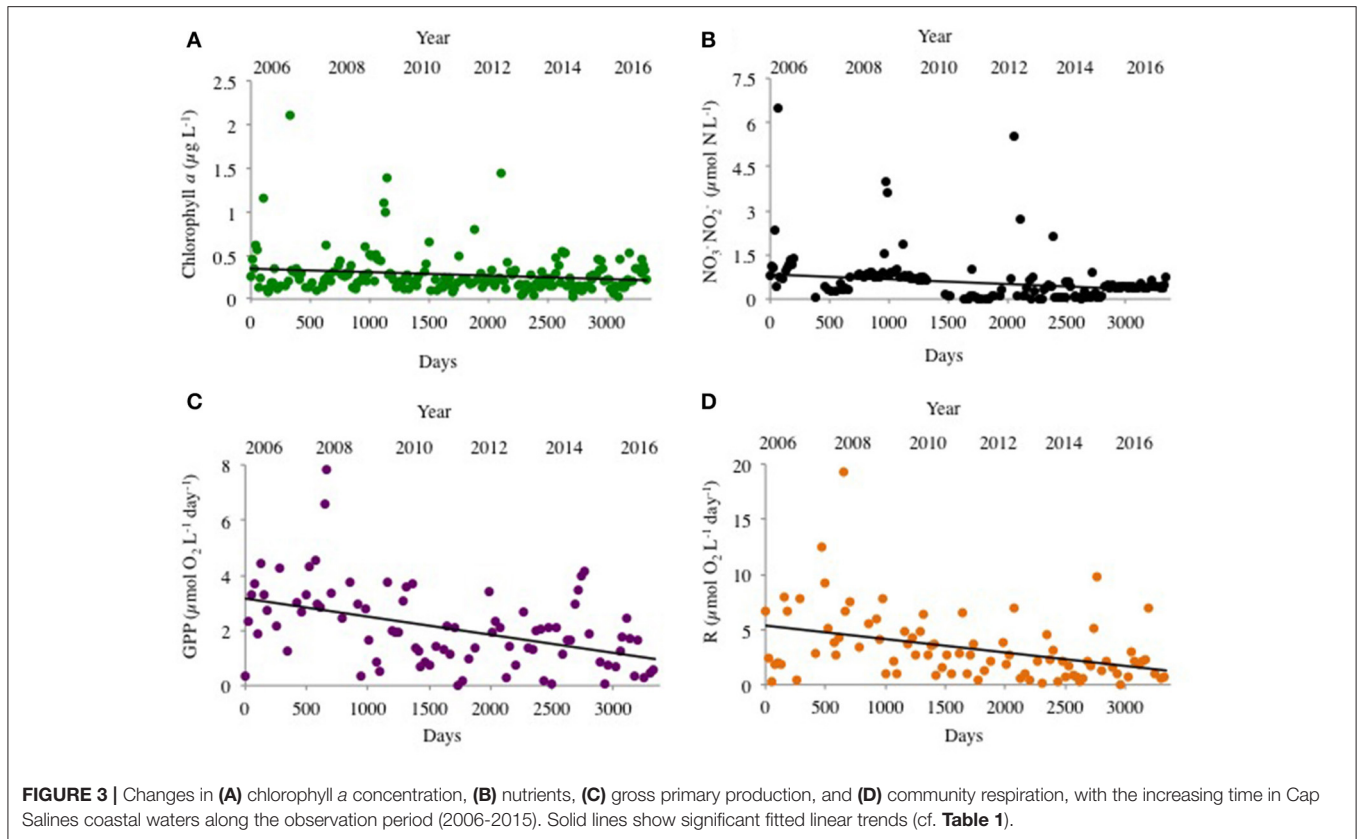 A
Year
2006 2008 2010 2012 2014 2016
2.5
2
1.5
1
0.5
0
Chlorophyll a (µg L-1)
0 500 1000 1500 2000 2500 3000
Days
B
Year
2006 2008 2010 2012 2014 2016
7.5
6
4.5
3
1.5
0
NO3- NO2- (µmol N L-1)
0 500 1000 1500 2000 2500 3000
Days
C
Year
2006 2008 2010 2012 2014 2016
8
6
4
2
0
GPP (µmol O2 L-1 day-1)
0 500 1000 1500 2000 2500 3000
Days
D
Year
2006 2008 2010 2012 2014 2016
20
15
10
5
0
R (µmol O2 L-1 day-1)
0 500 1000 1500 2000 2500 3000
Days
FIGURE 3 | Changes in (A) chlorophyll a concentration, (B) nutrients, (C) gross primary production, and (D) community respiration, with the increasing time in Cap
Salines coastal waters along the observation period (2006-2015). Solid lines show significant fitted linear trends (cf. Table 1).